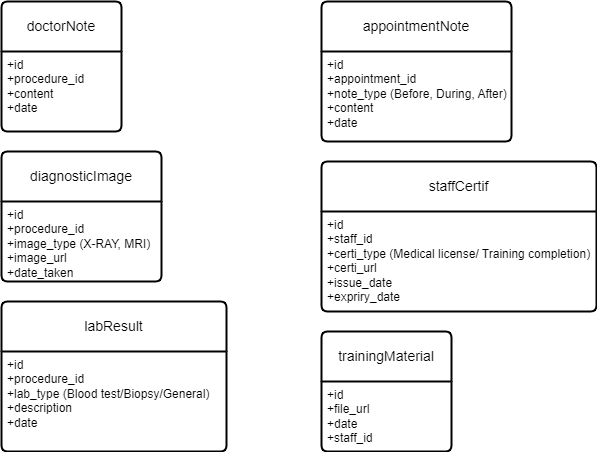 doctorNote
+id
+procedure_id
+content
+date
appointmentNote
+id
+appointment_id
+note_type (Before, During, After)
+content
+date
diagnosticImage
+id
+procedure_id
+image_type (X-RAY, MRI)
+image_url
+date_taken
staffCertif
+id
+staff_id
+certi_type (Medical license/ Training completion)
+certi_url
+issue_date
+expriry_date
labResult
+id
+procedure_id
+lab_type (Blood test/Biopsy/General)
+description
+date
trainingMaterial
+id
+file_url
+date
+staff_id